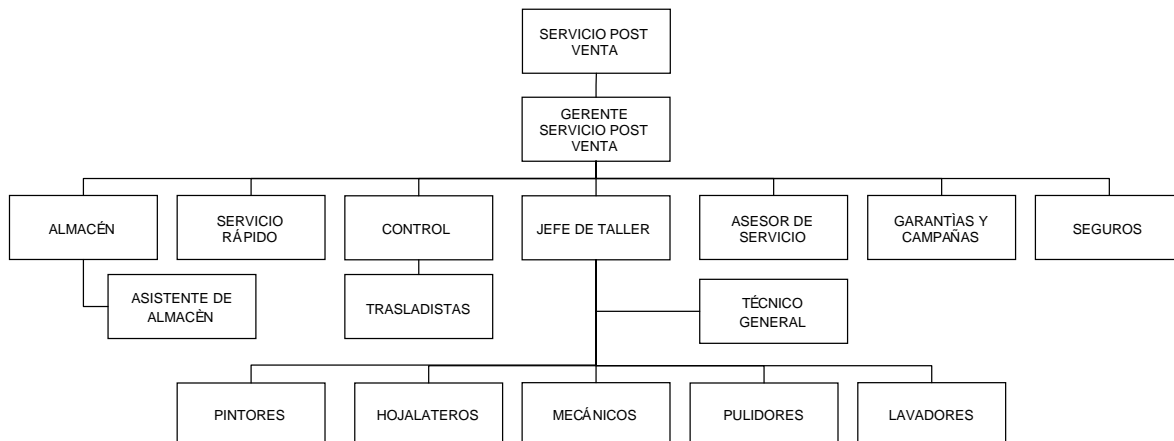 SERVICIO POST
VENTA
GERENTE
SERVICIO POST
VENTA
ALMACÉN
SERVICIO
RÁPIDO
CONTROL
JEFE DE TALLER
ASESOR DE
SERVICIO
GARANTÌAS Y
CAMPAÑAS
SEGUROS
ASISTENTE DE
ALMACÈN
TRASLADISTAS
TÉCNICO
GENERAL
PINTORES
HOJALATEROS
MECÁNICOS
PULIDORES
LAVADORES